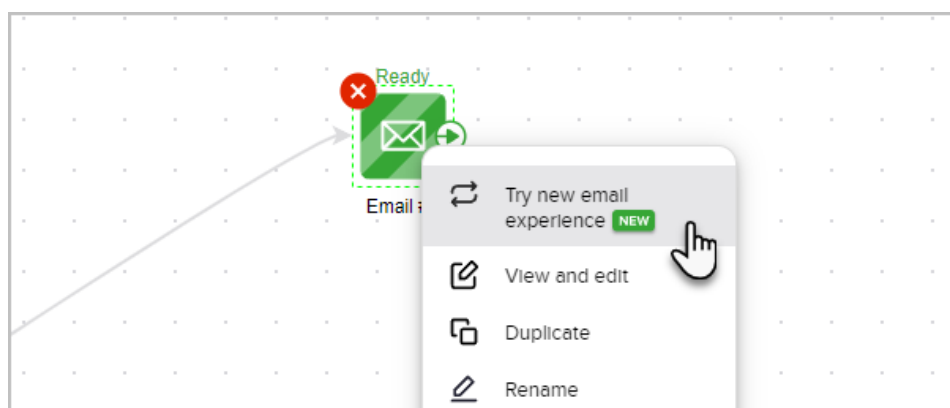 Ready
Email
Try new email
experience NEW
View and edit
Duplicate
Rename